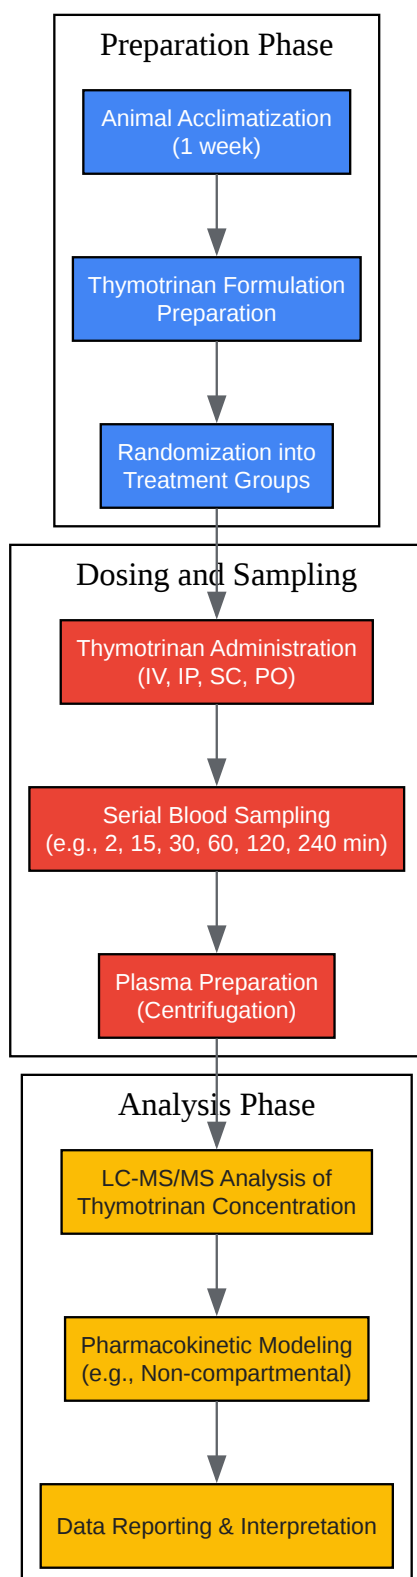 Preparation Phase
Animal Acclimatization
(1 week)
Thymotrinan Formulation
Preparation
Randomization into
Treatment Groups
Dosing and Sampling
Thymotrinan Administration
(IV, IP, SC, PO)
Serial Blood Sampling
(e.g., 2, 15, 30, 60, 120, 240 min)
Plasma Preparation
(Centrifugation)
Analysis Phase
LC-MS/MS Analysis of
Thymotrinan Concentration
Pharmacokinetic Modeling
(e.g., Non-compartmental)
Data Reporting & Interpretation